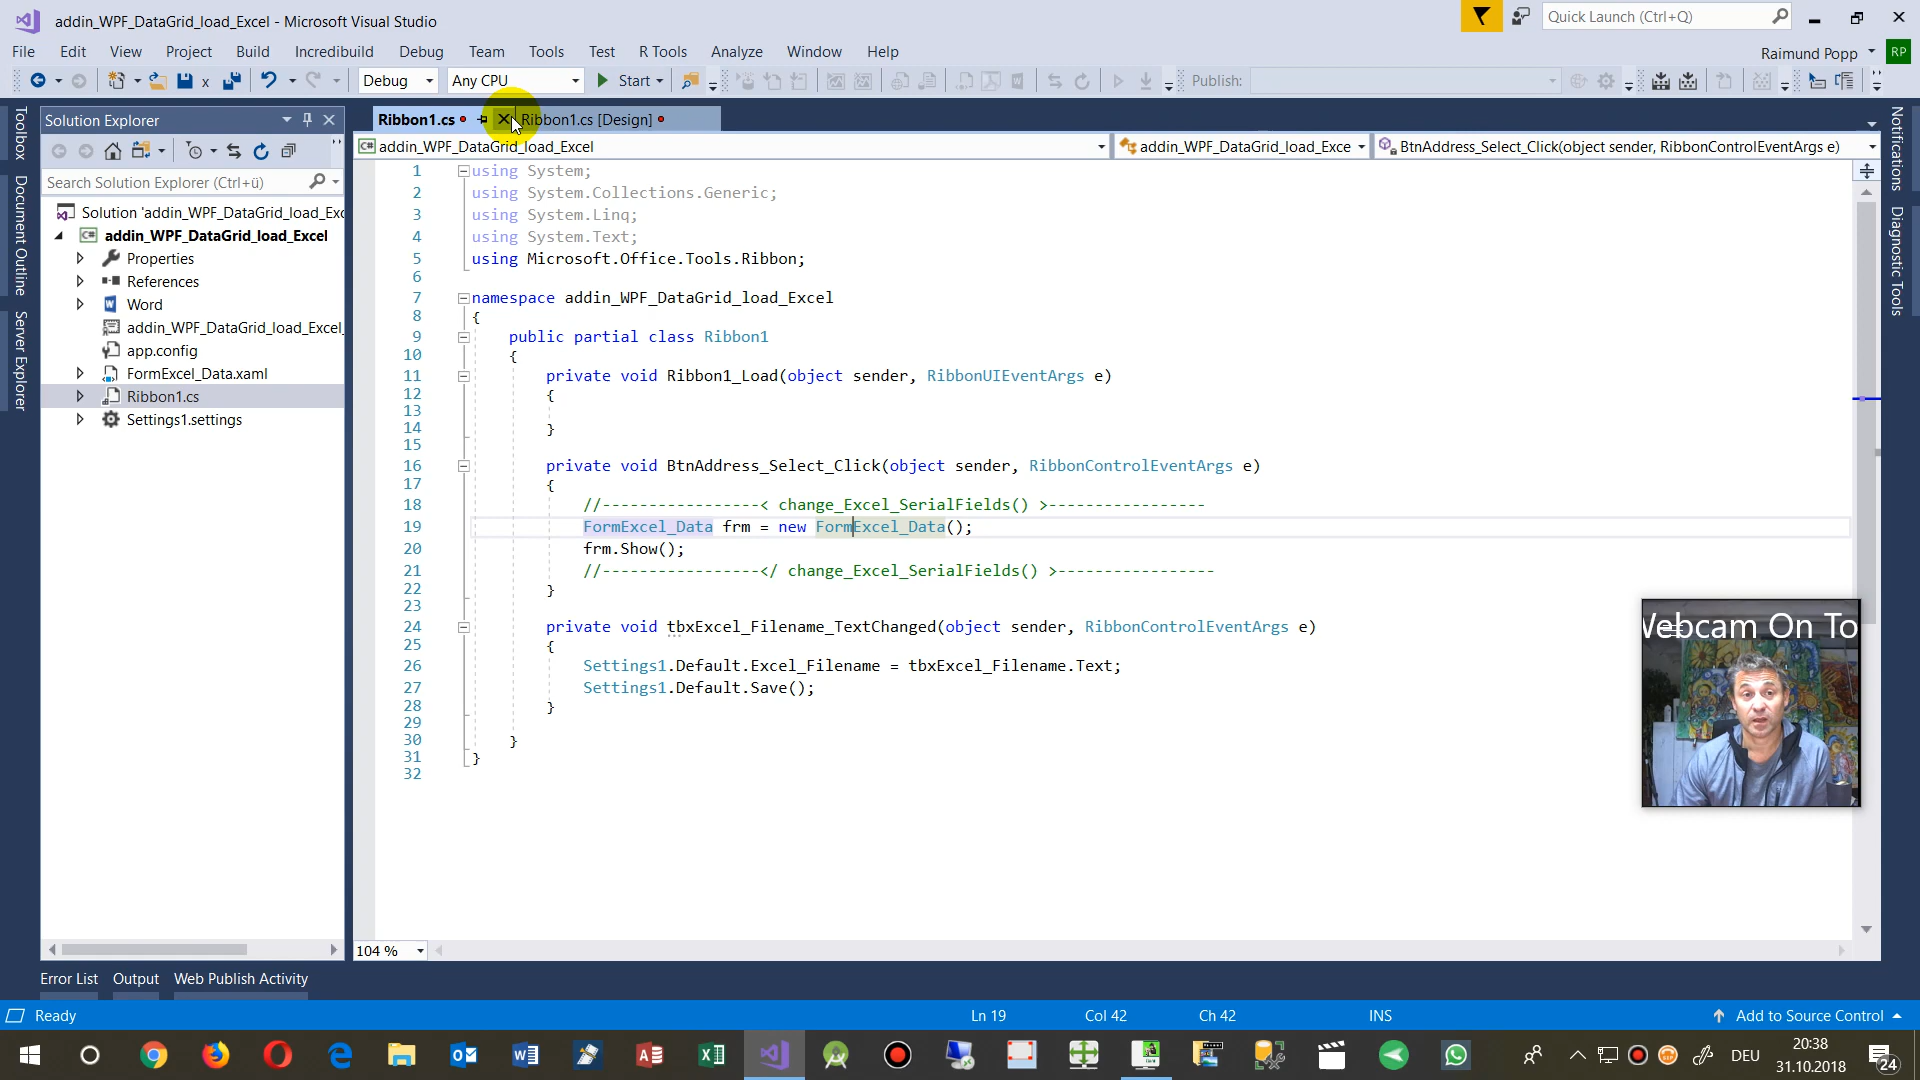 addin_WPF_DataGrid_load_Excel - Microsoft Visual Studio
Quick Launch (Ctrl+Q)
File Edit View Project Build Incredibuild Debug Team Tools Test R Tools Analyze Window Help
Raimund Popp RP
Debug Any CPU Start Publish:
Toolbox
Document Outline
Server Explorer
Solution Explorer
Search Solution Explorer (Ctrl+ü)
Solution 'addin_WPF_DataGrid_load_Exc
addin_WPF_DataGrid_load_Excel
Properties
References
Word
addin_WPF_DataGrid_load_Excel_
app.config
FormExcel_Data.xaml
Ribbon1.cs
Settings1.settings
Ribbon1.cs
Ribbon1.cs [Design]
addin_WPF_DataGrid_load_Excel
addin_WPF_DataGrid_load_Exce
BtnAddress_Select_Click(object sender, RibbonControlEventArgs e)
1 using System;
2 using System.Collections.Generic;
3 using System.Linq;
4 using System.Text;
5 using Microsoft.Office.Tools.Ribbon;
6
7 namespace addin_WPF_DataGrid_load_Excel
8 {
9 public partial class Ribbon1
10 {
11 private void Ribbon1_Load(object sender, RibbonUIEventArgs e)
12 {
13
14 }
15
16 private void BtnAddress_Select_Click(object sender, RibbonControlEventArgs e)
17 {
18 //-----------------< change_Excel_SerialFields() >-----------------
19 FormExcel_Data frm = new FormExcel_Data();
20 frm.Show();
21 //-----------------</ change_Excel_SerialFields() >-----------------
22 }
23
24 private void tbxExcel_Filename_TextChanged(object sender, RibbonControlEventArgs e)
25 {
26 Settings1.Default.Excel_Filename = tbxExcel_Filename.Text;
27 Settings1.Default.Save();
28 }
29
30 }
31 }
32
Notifications
Diagnostic Tools
Webcam On To
104 %
Error List Output Web Publish Activity
Ready Ln 19 Col 42 Ch 42 INS Add to Source Control
DEU
20:38
31.10.2018
24